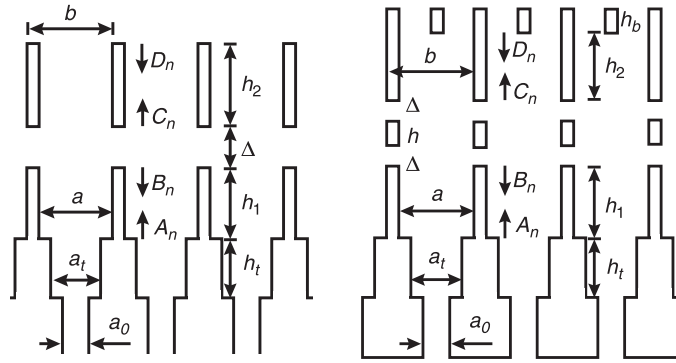 b
D_n
C_n
h_2
Δ
a
B_n
A_n
h_1
a_t
h_t
a_0
h_b
b
D_n
C_n
h_2
Δ
h
Δ
a
B_n
A_n
h_1
a_t
h_t
a_0